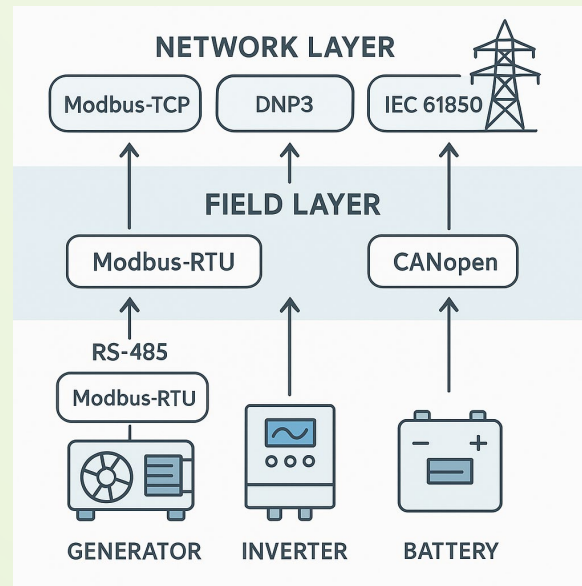 NETWORK LAYER
Modbus-TCP
DNP3
IEC 61850
FIELD LAYER
Modbus-RTU
CANopen
RS-485
Modbus-RTU
− +
GENERATOR
INVERTER
BATTERY